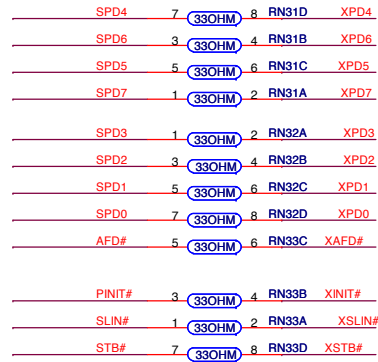 SPD4 7 33OHM 8 RN31D XPD4
SPD6 3 33OHM 4 RN31B XPD6
SPD5 5 33OHM 6 RN31C XPD5
SPD7 1 33OHM 2 RN31A XPD7
SPD3 1 33OHM 2 RN32A XPD3
SPD2 3 33OHM 4 RN32B XPD2
SPD1 5 33OHM 6 RN32C XPD1
SPD0 7 33OHM 8 RN32D XPD0
AFD# 5 33OHM 6 RN33C XAFD#
PINIT# 3 33OHM 4 RN33B XINIT#
SLIN# 1 33OHM 2 RN33A XSLIN#
STB# 7 33OHM 8 RN33D XSTB#